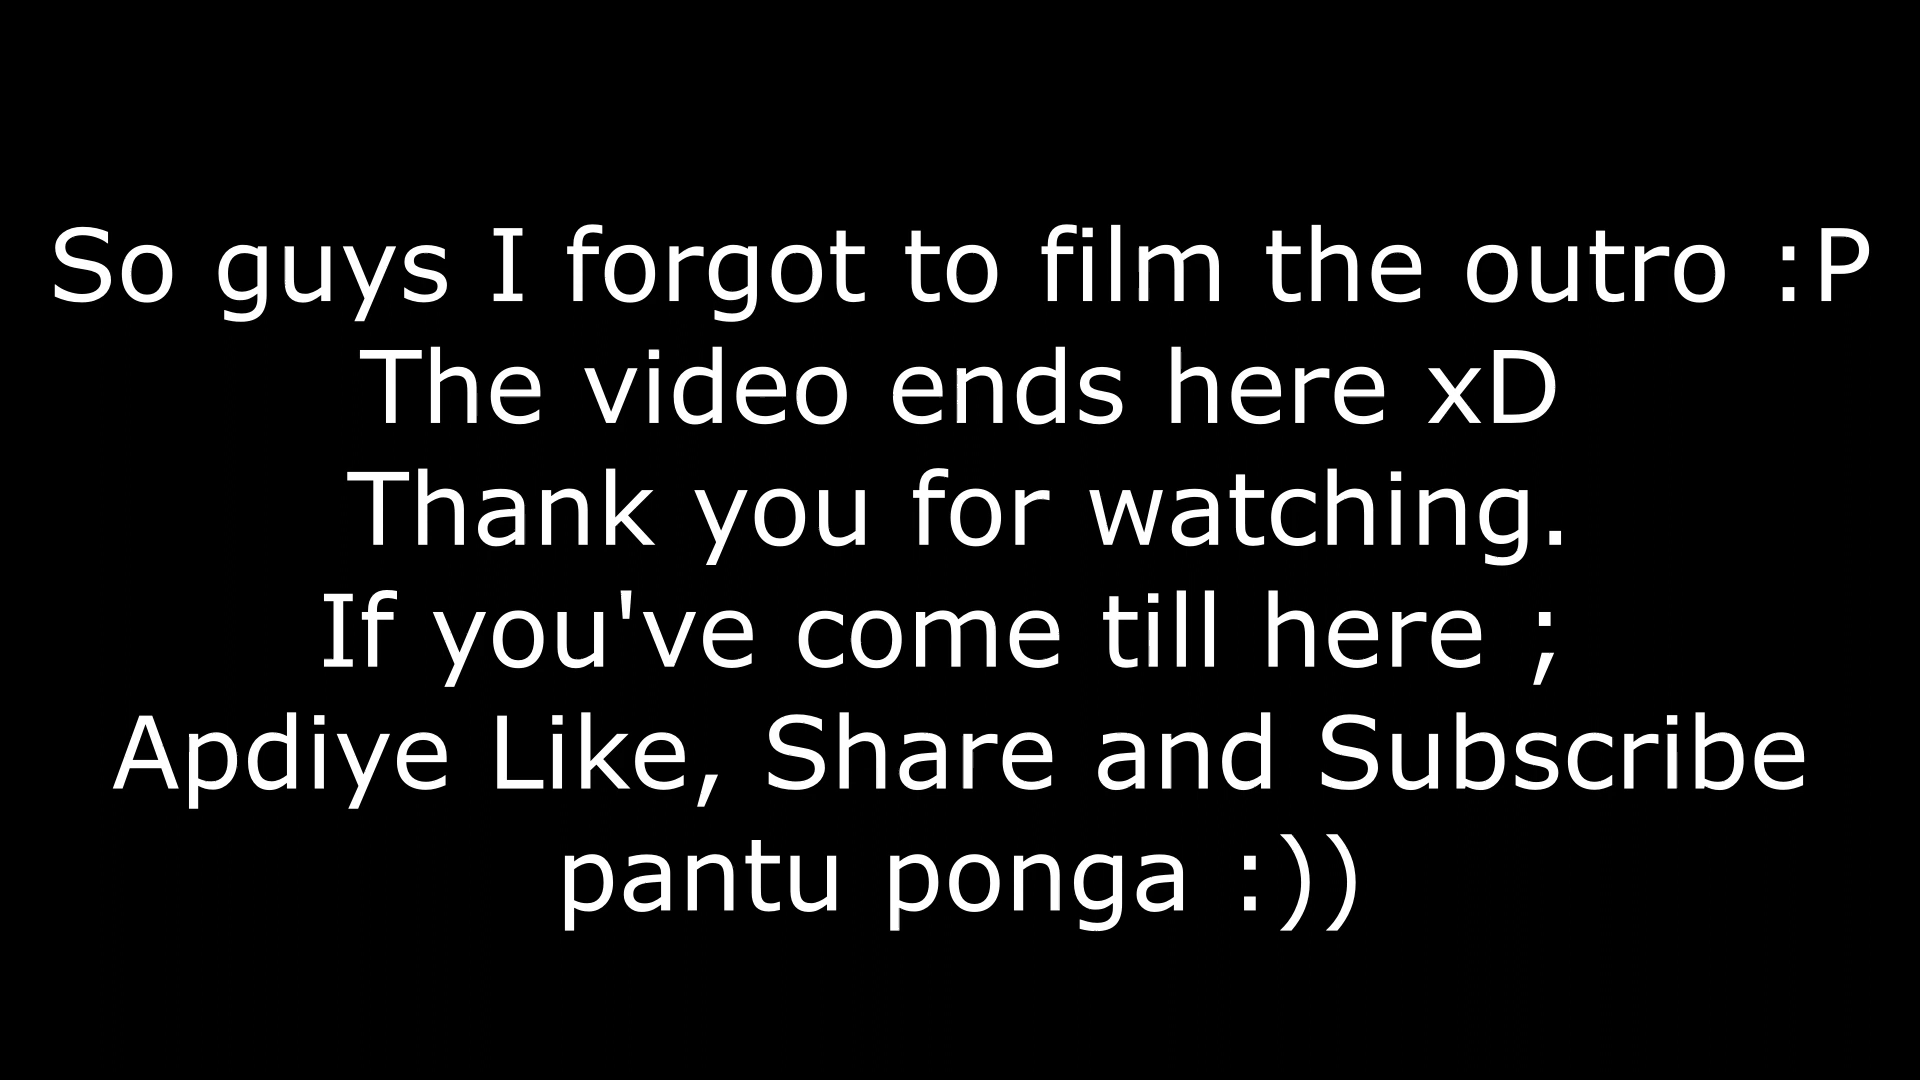 So guys I forgot to film the outro :P
The video ends here xD
Thank you for watching.
If you've come till here ;
Apdiye Like, Share and Subscribe
pantu ponga :))